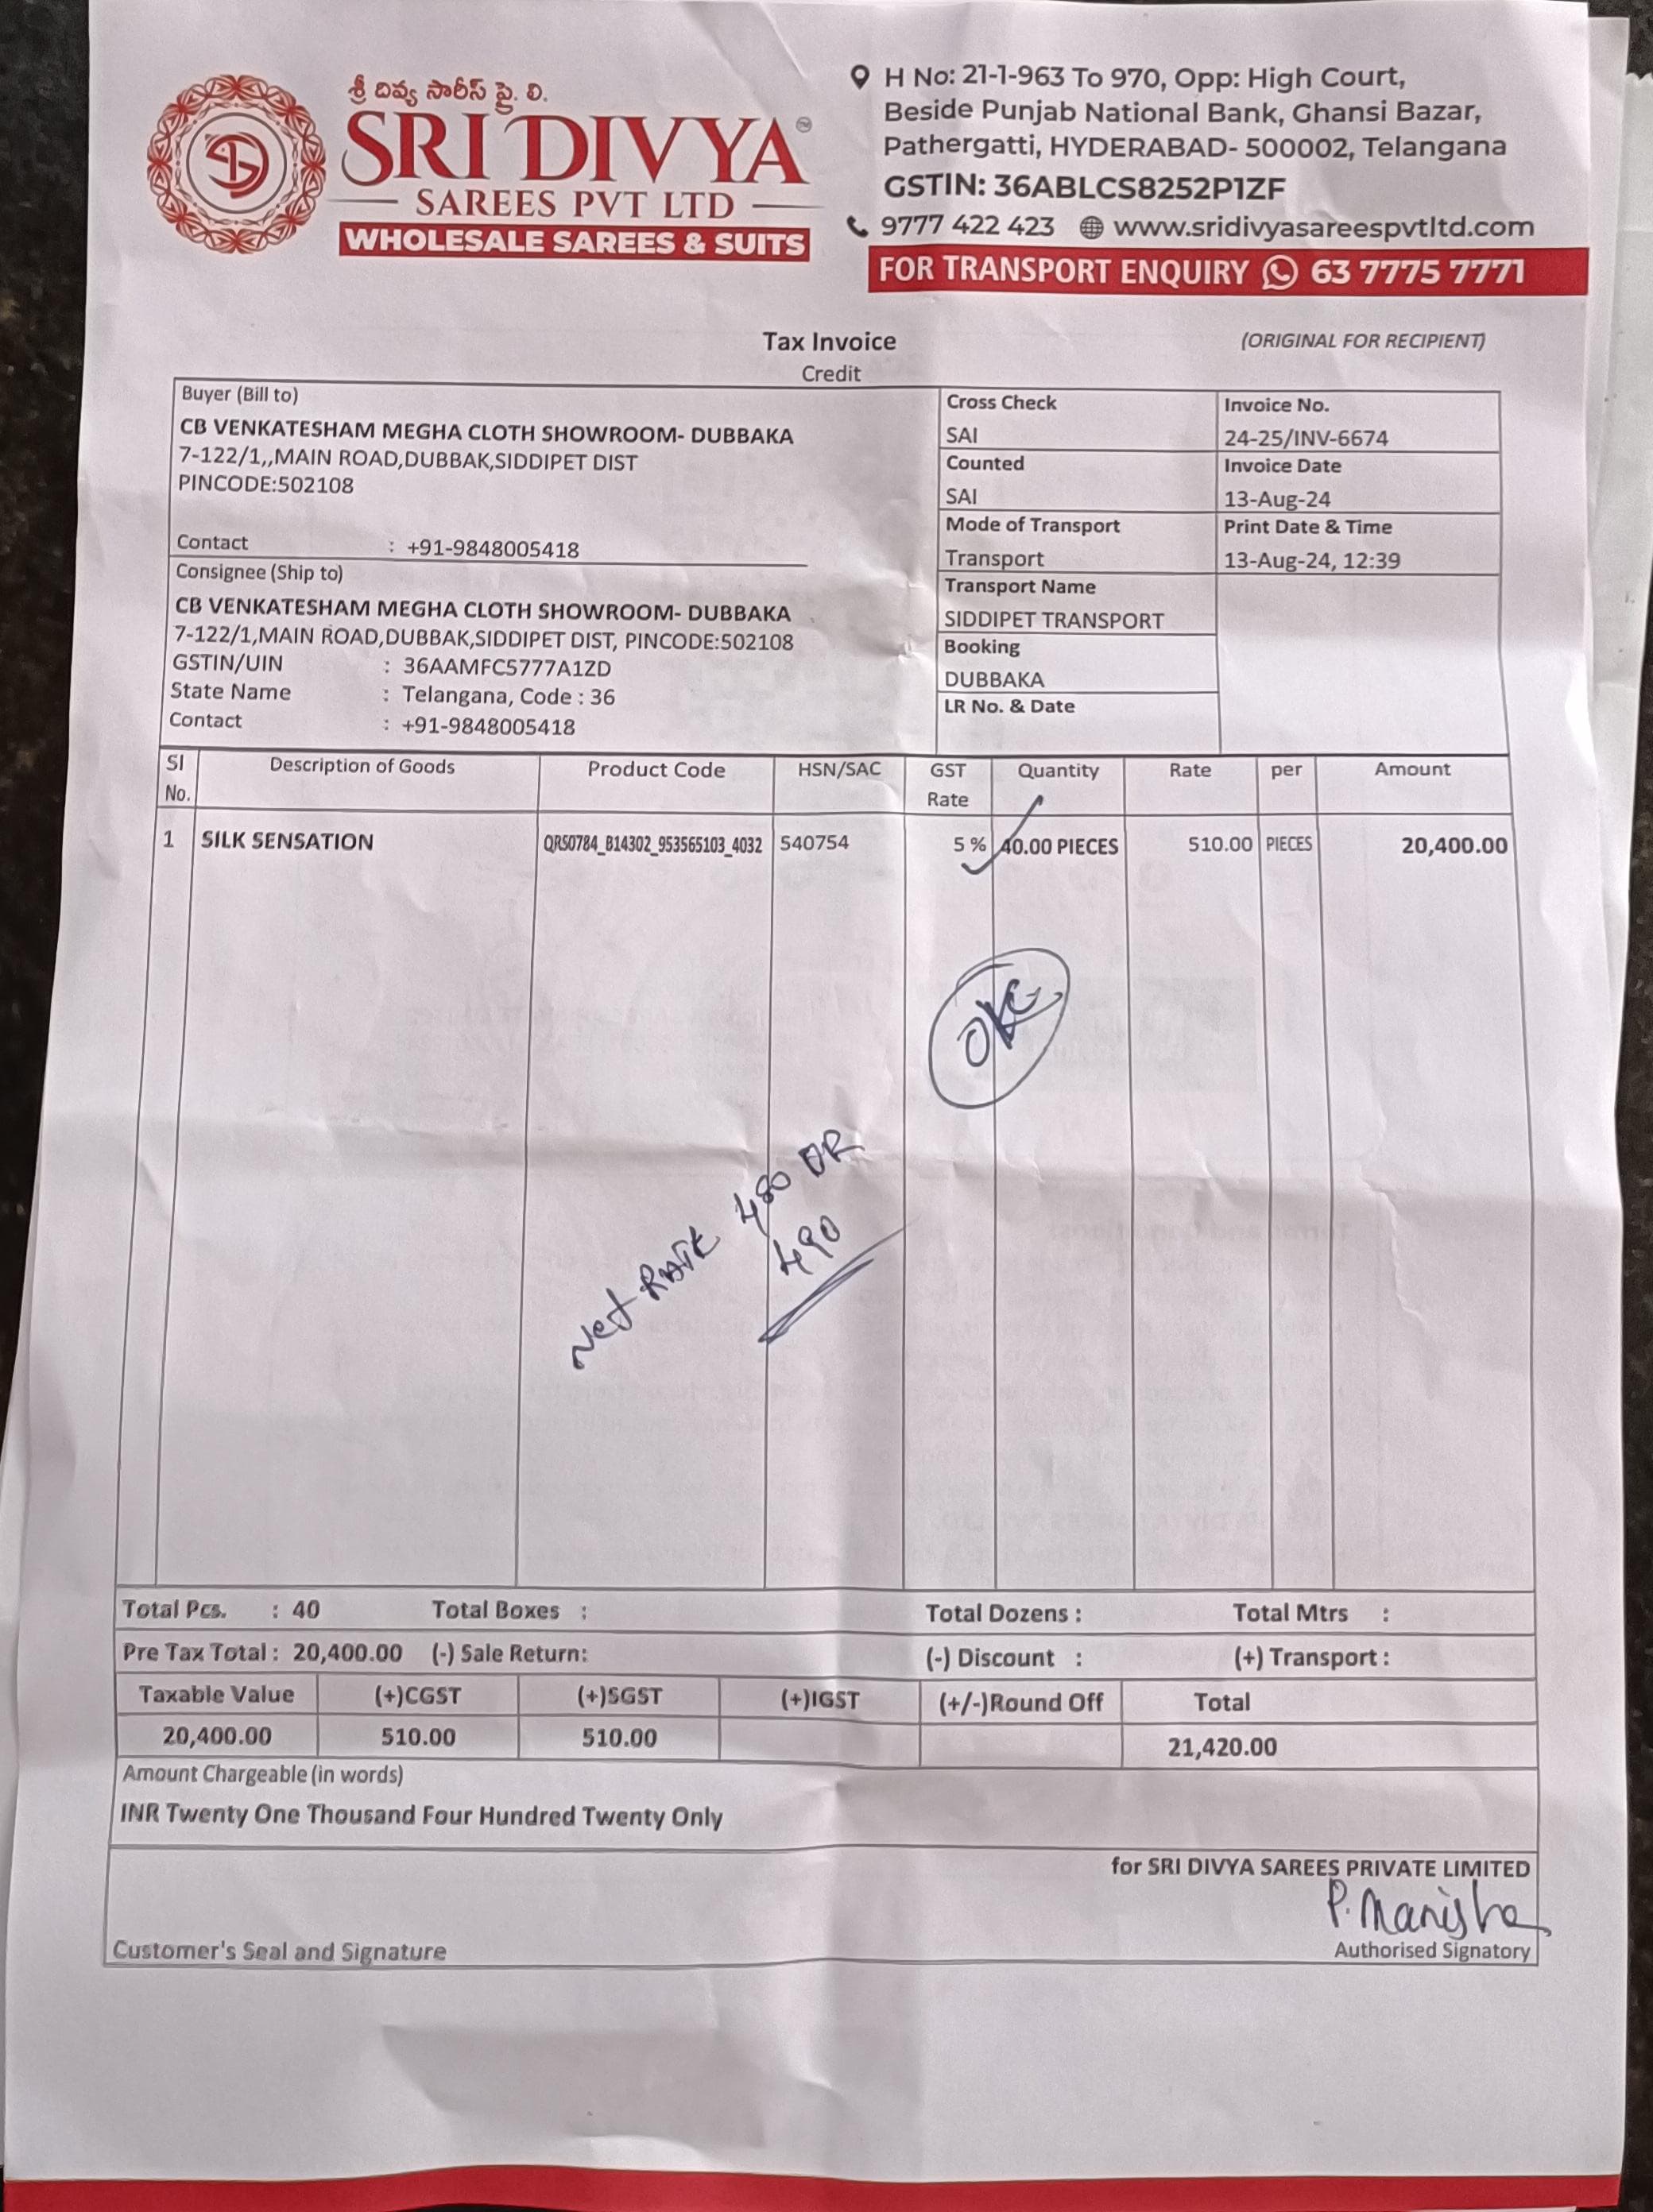 శ్రీ దివ్య సారీస్ ప్రై. లి.
SRI DIVYA
SAREES PVT LTD
WHOLESALE SAREES & SUITS
H No: 21-1-963 To 970, Opp: High Court,
Beside Punjab National Bank, Ghansi Bazar,
Pathergatti, HYDERABAD- 500002, Telangana
GSTIN: 36ABLCS8252P1ZF
9777 422 423 www.sridivyasareespvtltd.com
FOR TRANSPORT ENQUIRY 63 7775 7771
Tax Invoice
(ORIGINAL FOR RECIPIENT)
Credit
Buyer (Bill to)
CB VENKATESHAM MEGHA CLOTH SHOWROOM- DUBBAKA
7-122/1,,MAIN ROAD,DUBBAK,SIDDIPET DIST
PINCODE:502108
Contact : +91-9848005418
Consignee (Ship to)
CB VENKATESHAM MEGHA CLOTH SHOWROOM- DUBBAKA
7-122/1,MAIN ROAD,DUBBAK,SIDDIPET DIST, PINCODE:502108
GSTIN/UIN : 36AAMFC5777A1ZD
State Name : Telangana, Code : 36
Contact : +91-9848005418
Cross Check Invoice No.
SAI 24-25/INV-6674
Counted Invoice Date
SAI 13-Aug-24
Mode of Transport Print Date & Time
Transport 13-Aug-24, 12:39
Transport Name
SIDDIPET TRANSPORT
Booking
DUBBAKA
LR No. & Date
SI No. Description of Goods Product Code HSN/SAC GST Rate Quantity Rate per Amount
1 SILK SENSATION QRS0784_B14302_953565103_4032 540754 5 % 40.00 PIECES 510.00 PIECES 20,400.00
OKC
Net RATE 480 OR
490
Total Pcs. : 40 Total Boxes : Total Dozens : Total Mtrs :
Pre Tax Total : 20,400.00 (-) Sale Return: (-) Discount : (+) Transport :
Taxable Value (+)CGST (+)SGST (+)IGST (+/-)Round Off Total
20,400.00 510.00 510.00 21,420.00
Amount Chargeable (in words)
INR Twenty One Thousand Four Hundred Twenty Only
for SRI DIVYA SAREES PRIVATE LIMITED
P. Manisha
Customer's Seal and Signature Authorised Signatory